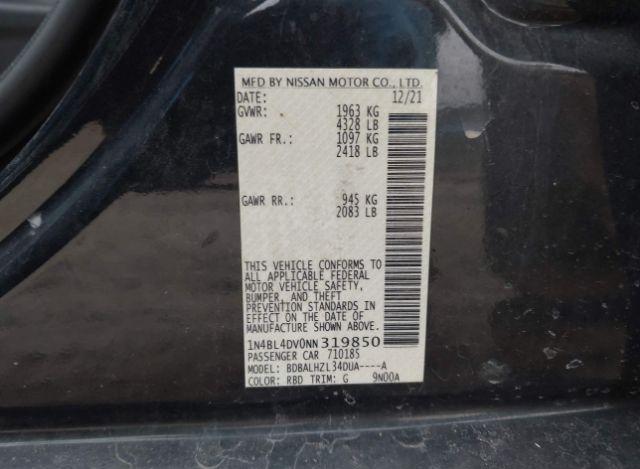 MFD BY NISSAN MOTOR CO., LTD.
DATE: 12/21
GVWR: 1963 KG
4328 LB
GAWR FR.: 1097 KG
2418 LB
GAWR RR.: 945 KG
2083 LB
THIS VEHICLE CONFORMS TO
ALL APPLICABLE FEDERAL
MOTOR VEHICLE SAFETY,
BUMPER, AND THEFT
PREVENTION STANDARDS IN
EFFECT ON THE DATE OF
MANUFACTURE SHOWN ABOVE.
1N4BL4DV0NN319850
PASSENGER CAR 710185
MODEL: BDBALHZL34DUA----A
COLOR: RBD TRIM: G 9N00A